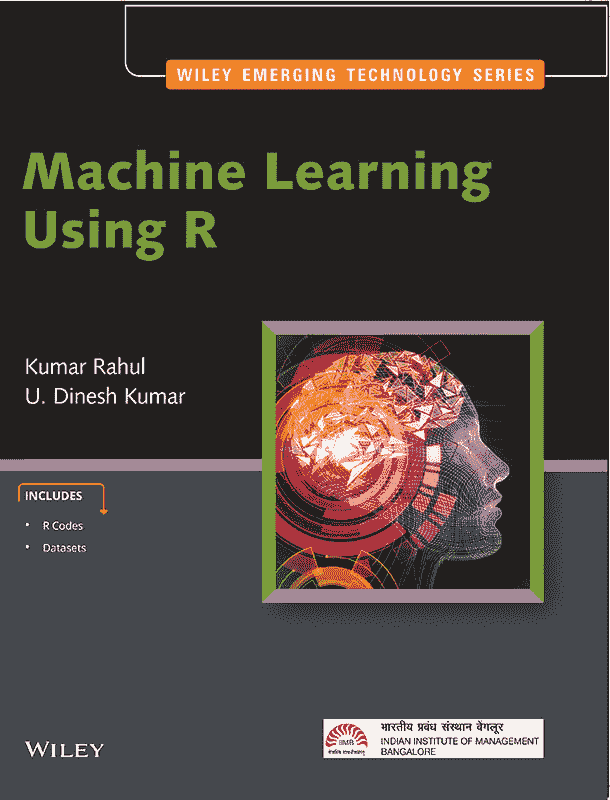 WILEY EMERGING TECHNOLOGY SERIES
Machine Learning
Using R
Kumar Rahul
U. Dinesh Kumar
INCLUDES
• R Codes
• Datasets
WILEY
IIMB
भारतीय प्रबंध संस्थान बेंगलूर
INDIAN INSTITUTE OF MANAGEMENT
BANGALORE